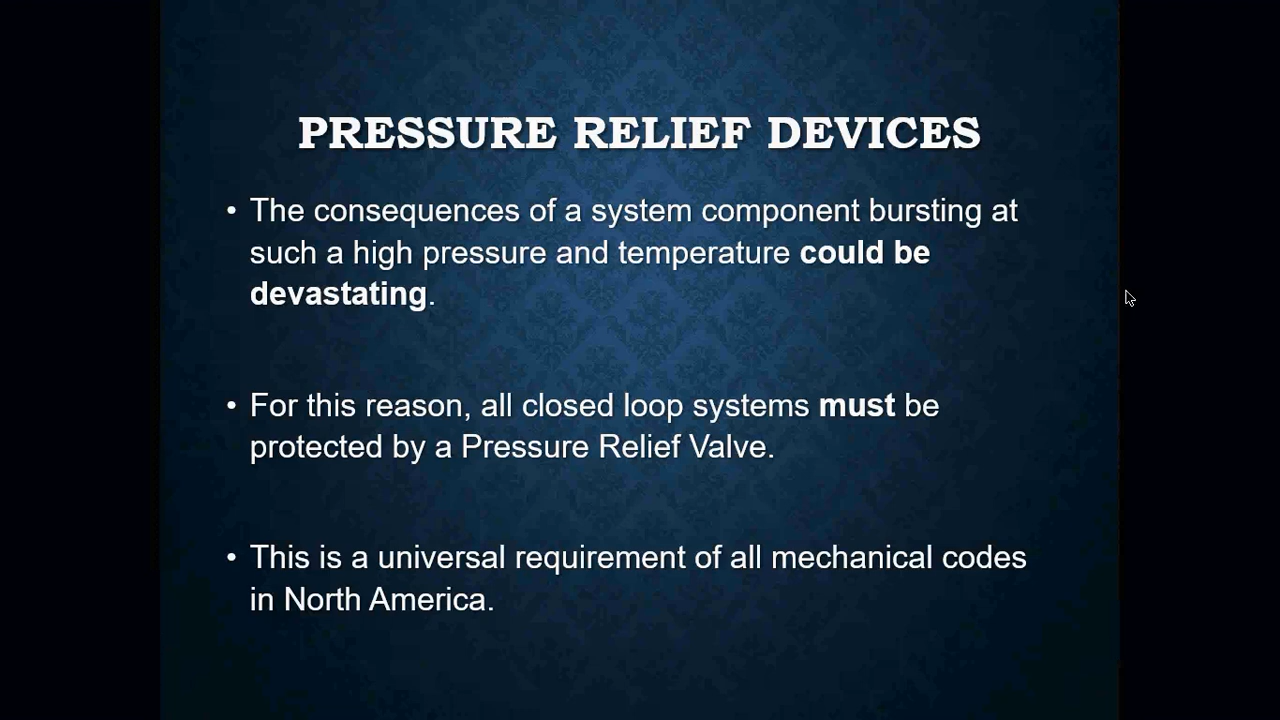 PRESSURE RELIEF DEVICES
• The consequences of a system component bursting at
such a high pressure and temperature could be
devastating.
• For this reason, all closed loop systems must be
protected by a Pressure Relief Valve.
• This is a universal requirement of all mechanical codes
in North America.